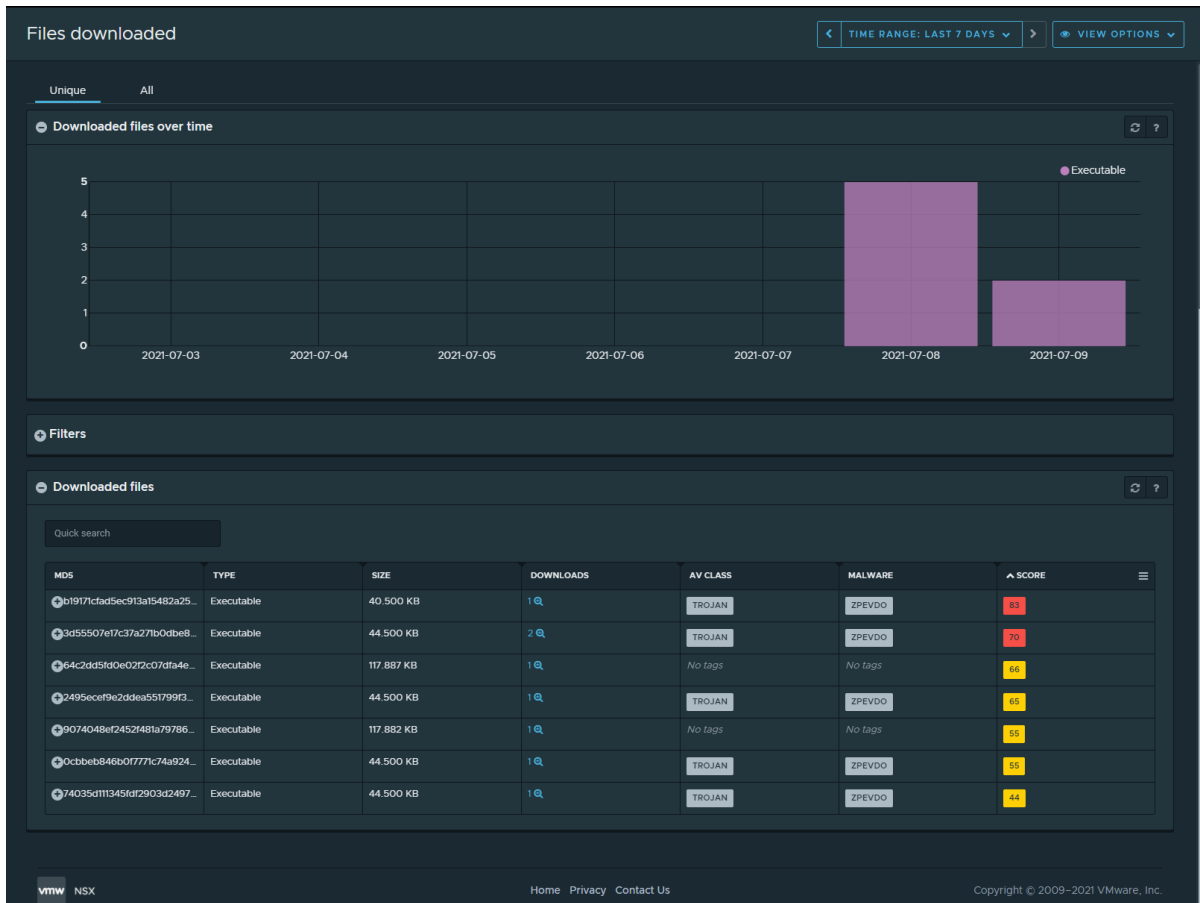 Files downloaded
TIME RANGE: LAST 7 DAYS
VIEW OPTIONS
Unique All
Downloaded files over time
?
Executable
5
4
3
2
1
0
2021-07-03 2021-07-04 2021-07-05 2021-07-06 2021-07-07 2021-07-08 2021-07-09
Filters
Downloaded files
?
Quick search
MD5 TYPE SIZE DOWNLOADS AV CLASS MALWARE SCORE
b19171cfad5ec913a15482a25... Executable 40.500 KB 1 TROJAN ZPEVDO 83
3d55507e17c37a271b0dbe8... Executable 44.500 KB 2 TROJAN ZPEVDO 70
64c2dd5fd0e02f2c07dfa4e... Executable 117.887 KB 1 No tags No tags 66
2495ecef9e2ddea551799f3... Executable 44.500 KB 1 TROJAN ZPEVDO 65
9074048ef2452f481a79786... Executable 117.882 KB 1 No tags No tags 55
0cbbeb846b0f7771c74a924... Executable 44.500 KB 1 TROJAN ZPEVDO 55
74035d111345fdf2903d2497... Executable 44.500 KB 1 TROJAN ZPEVDO 44
vmw NSX
Home Privacy Contact Us
Copyright © 2009–2021 VMware, Inc.